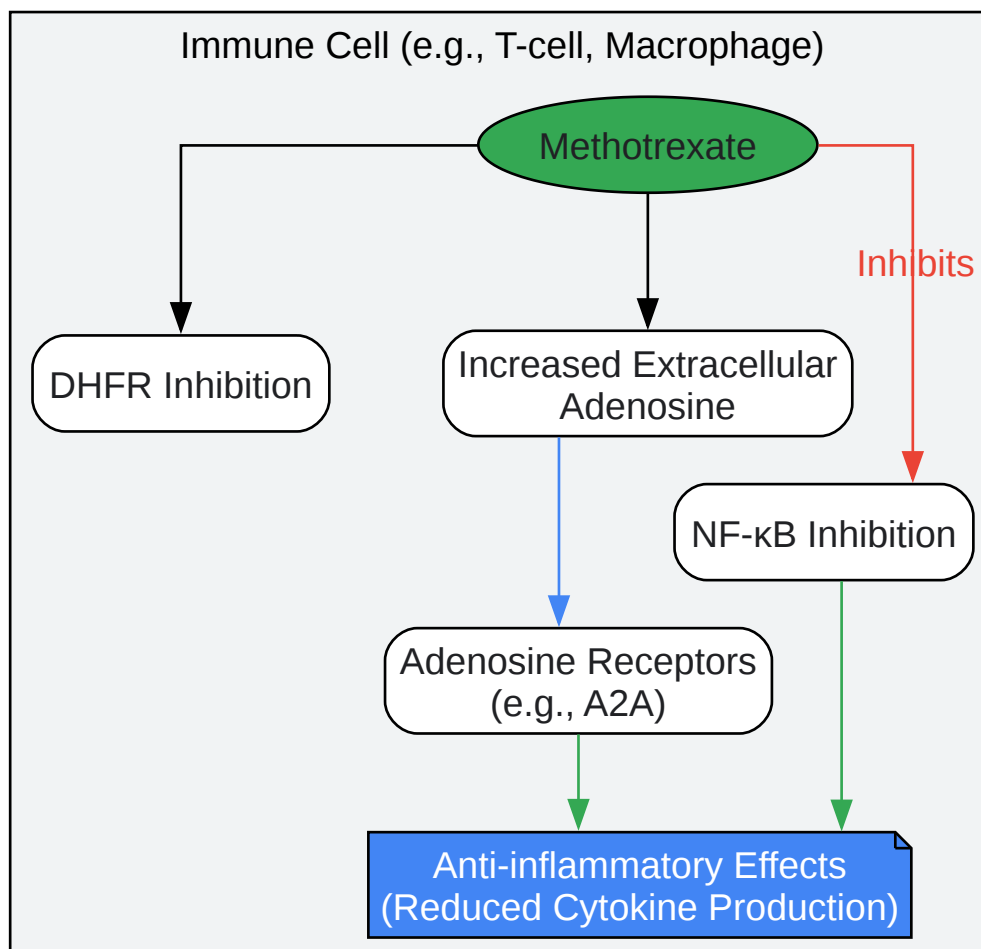 Immune Cell (e.g., T-cell, Macrophage)
Methotrexate
Inhibits
DHFR Inhibition
Increased Extracellular
Adenosine
NF-κB Inhibition
Adenosine Receptors
(e.g., A2A)
Anti-inflammatory Effects
(Reduced Cytokine Production)